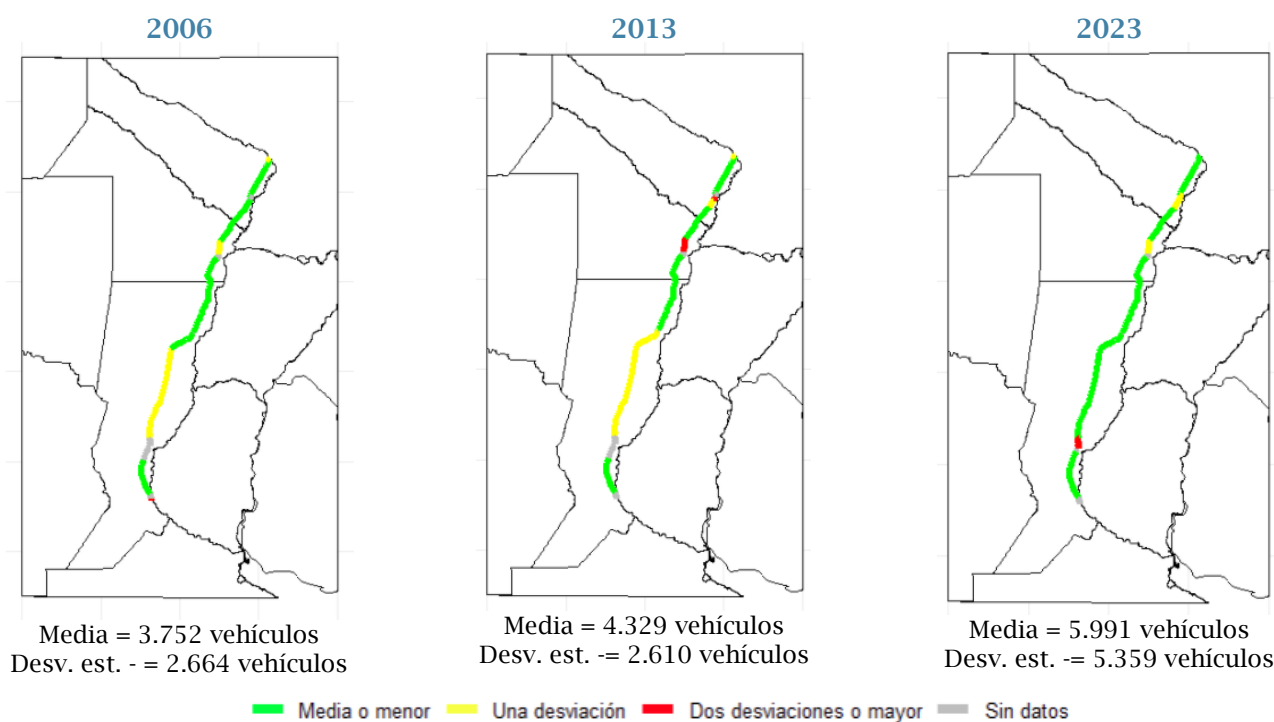 2006
2013
2023
Media = 3.752 vehículos
Desv. est. - = 2.664 vehículos
Media = 4.329 vehículos
Desv. est. -= 2.610 vehículos
Media = 5.991 vehículos
Desv. est. -= 5.359 vehículos
Media o menor
Una desviación
Dos desviaciones o mayor
Sin datos